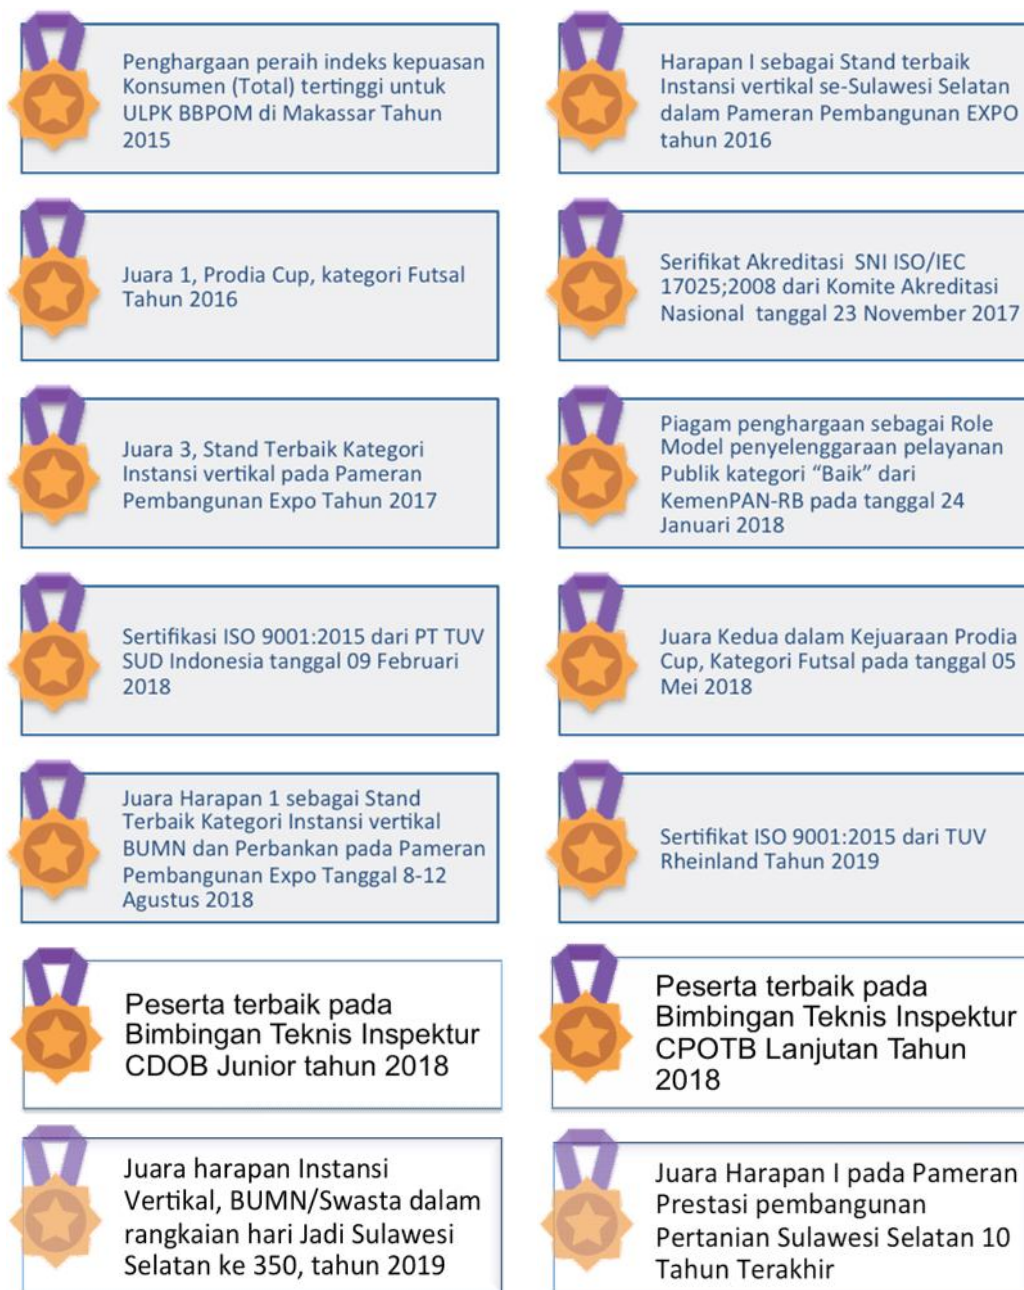 Penghargaan peraih indeks kepuasan
Konsumen (Total) tertinggi untuk
ULPK BBPOM di Makassar Tahun
2015
Harapan I sebagai Stand terbaik
Instansi vertikal se-Sulawesi Selatan
dalam Pameran Pembangunan EXPO
tahun 2016
Juara 1, Prodia Cup, kategori Futsal
Tahun 2016
Serifikat Akreditasi SNI ISO/IEC
17025;2008 dari Komite Akreditasi
Nasional tanggal 23 November 2017
Juara 3, Stand Terbaik Kategori
Instansi vertikal pada Pameran
Pembangunan Expo Tahun 2017
Piagam penghargaan sebagai Role
Model penyelenggaraan pelayanan
Publik kategori “Baik” dari
KemenPAN-RB pada tanggal 24
Januari 2018
Sertifikasi ISO 9001:2015 dari PT TUV
SUD Indonesia tanggal 09 Februari
2018
Juara Kedua dalam Kejuaraan Prodia
Cup, Kategori Futsal pada tanggal 05
Mei 2018
Juara Harapan 1 sebagai Stand
Terbaik Kategori Instansi vertikal
BUMN dan Perbankan pada Pameran
Pembangunan Expo Tanggal 8-12
Agustus 2018
Sertifikat ISO 9001:2015 dari TUV
Rheinland Tahun 2019
Peserta terbaik pada
Bimbingan Teknis Inspektur
CDOB Junior tahun 2018
Peserta terbaik pada
Bimbingan Teknis Inspektur
CPOTB Lanjutan Tahun
2018
Juara harapan Instansi
Vertikal, BUMN/Swasta dalam
rangkaian hari Jadi Sulawesi
Selatan ke 350, tahun 2019
Juara Harapan I pada Pameran
Prestasi pembangunan
Pertanian Sulawesi Selatan 10
Tahun Terakhir